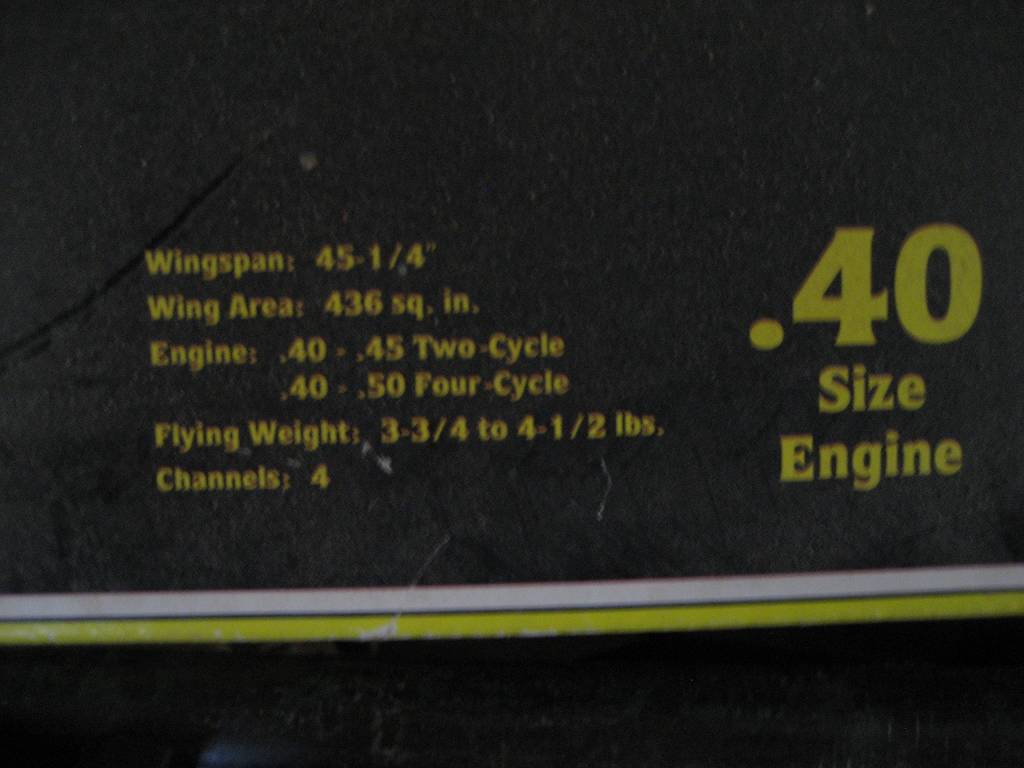 Wingspan: 45-1/4"
Wing Area: 436 sq. in.
Engine: .40 - .45 Two-Cycle
.40 - .50 Four-Cycle
Flying Weight: 3-3/4 to 4-1/2 lbs.
Channels: 4
.40
Size
Engine